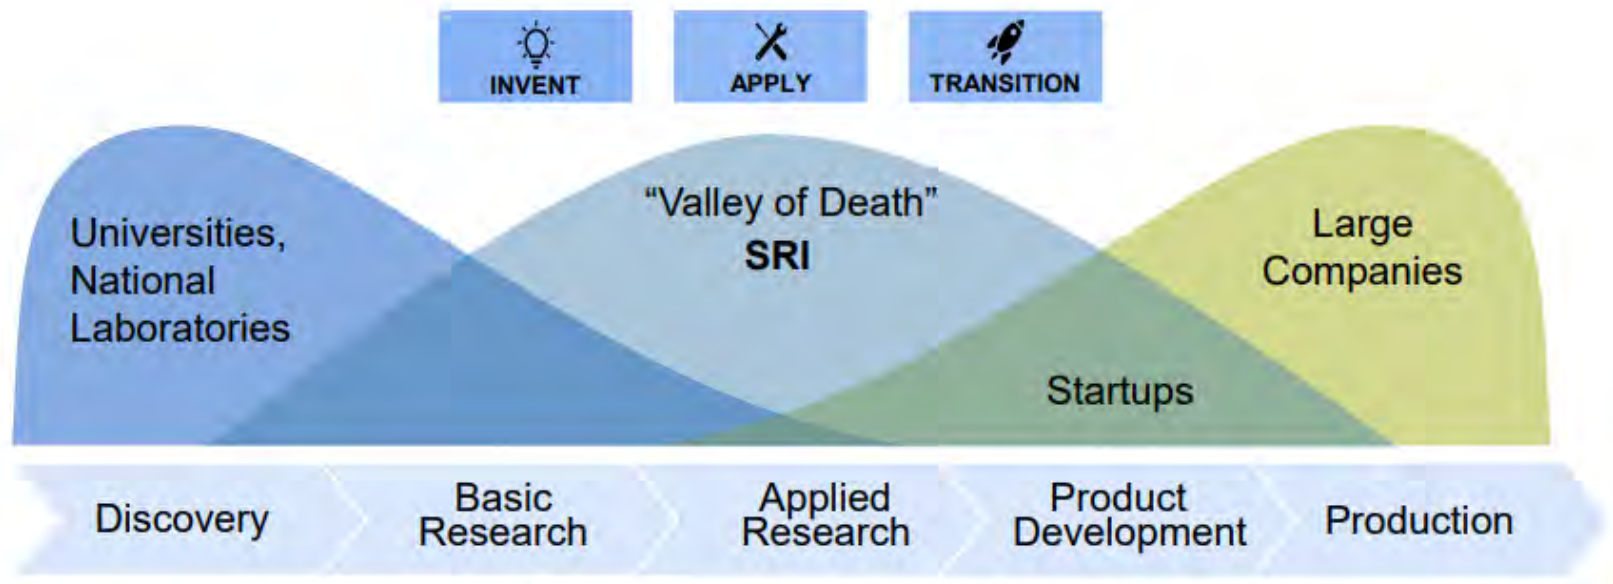 INVENT
APPLY
TRANSITION
Universities,
National
Laboratories
“Valley of Death”
SRI
Large
Companies
Startups
Discovery
Basic
Research
Applied
Research
Product
Development
Production